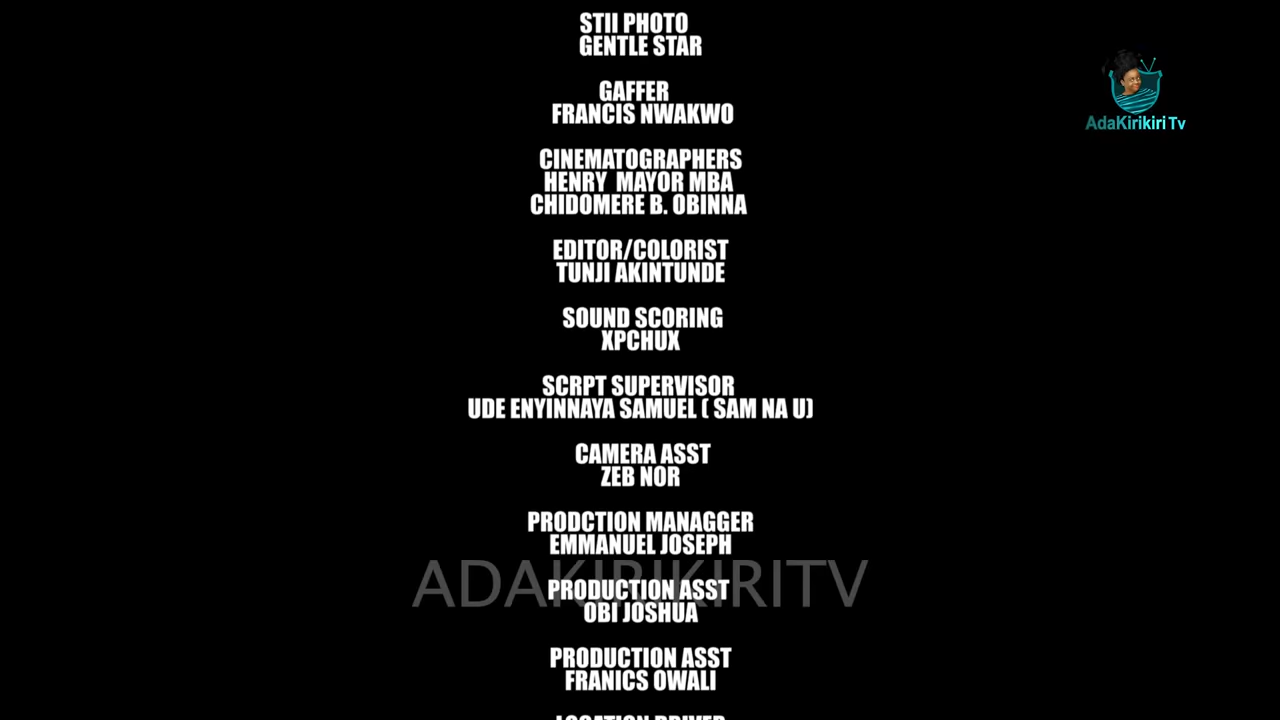 STII PHOTO
GENTLE STAR
GAFFER
FRANCIS NWAKWO
CINEMATOGRAPHERS
HENRY MAYOR MBA
CHIDOMERE B. OBINNA
EDITOR/COLORIST
TUNJI AKINTUNDE
SOUND SCORING
XPCHUX
SCRPT SUPERVISOR
UDE ENYINNAYA SAMUEL ( SAM NA U)
CAMERA ASST
ZEB NOR
PRODCTION MANAGGER
EMMANUEL JOSEPH
PRODUCTION ASST
OBI JOSHUA
PRODUCTION ASST
FRANICS OWALI
LOCATION DRIVER
AdaKirikiri Tv
ADAKIRIKIRITV